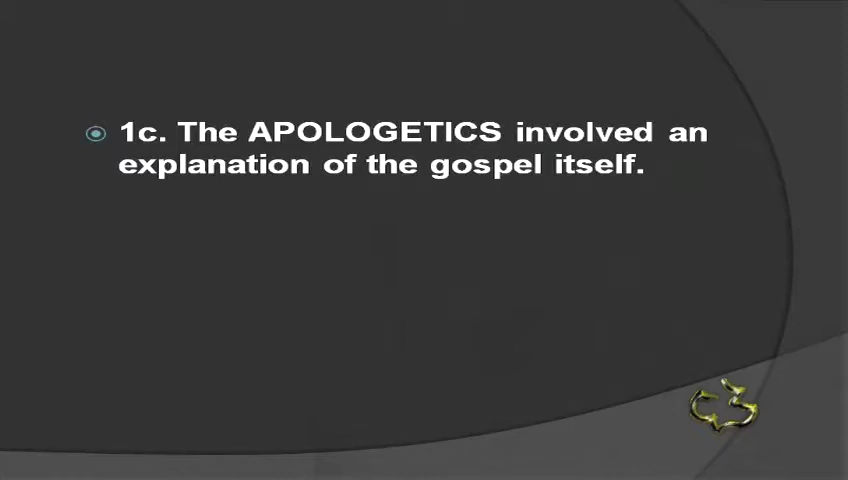 1c. The APOLOGETICS involved an
explanation of the gospel itself.